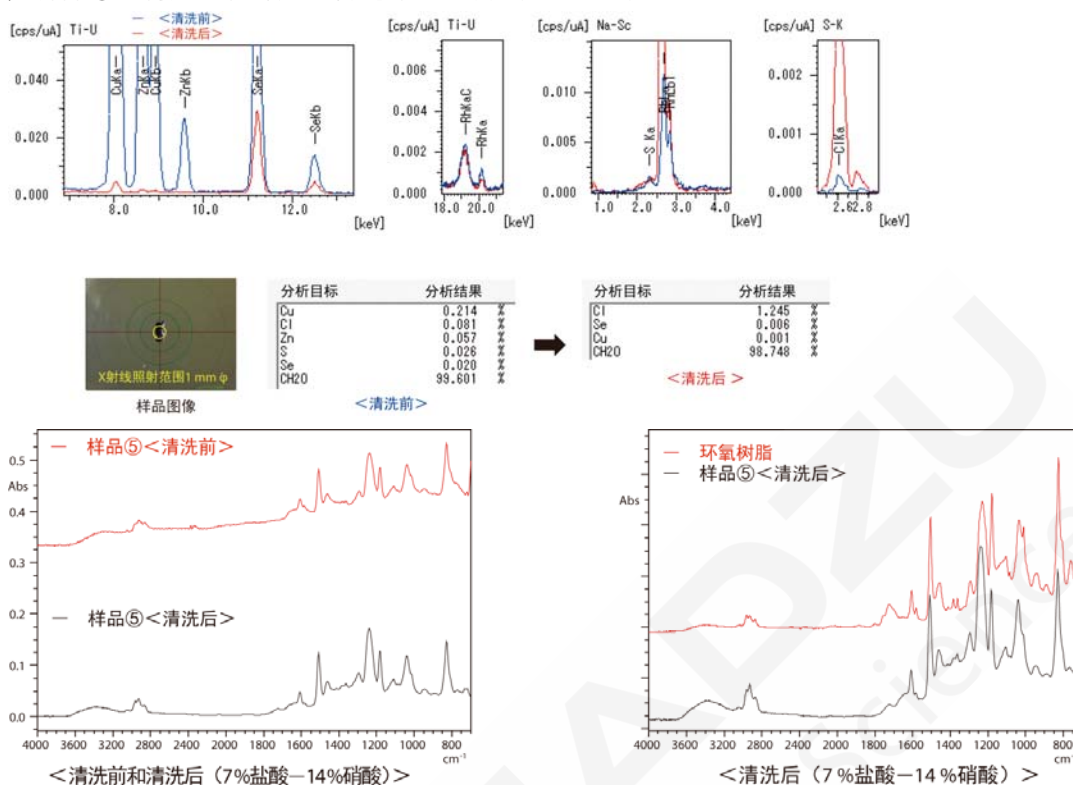 — <清洗前>
— <清洗后>
[cps/uA] Ti-U
0.040
0.020
0.000
CuKa
ZnKa
CuKb
ZnKb
SeKa
SeKb
8.0 10.0 12.0
[keV]
[cps/uA] Ti-U
0.006
0.004
0.002
0.000
RhKaC
RhKa
18.0 20.0
[keV]
[cps/uA] Na-Sc
0.015
0.010
0.005
0.000
S Ka
RhLb1
1.0 2.0 3.0 4.0
[keV]
[cps/uA] S-K
0.002
0.001
0.000
ClKa
2.6 2.8
[keV]
X射线照射范围1 mm φ
样品图像
分析目标 分析结果
Cu 0.214 %
Cl 0.081 %
Zn 0.057 %
S 0.026 %
Se 0.020 %
CH2O 99.601 %
<清洗前>
分析目标 分析结果
Cl 1.245 %
Se 0.006 %
Cu 0.001 %
CH2O 98.748 %
<清洗后>
— 样品⑤<清洗前>
0.5
Abs
0.4
0.3
0.2
0.1
0.0
— 样品⑤<清洗后>
4000 3600 3200 2800 2400 2000 1800 1600 1400 1200 1000 800
cm⁻¹
<清洗前和清洗后（7%盐酸—14%硝酸）>
— 环氧树脂
— 样品⑤<清洗后>
Abs
4000 3600 3200 2800 2400 2000 1800 1600 1400 1200 1000 800
cm
<清洗后（7%盐酸—14%硝酸）>
ADZU
science